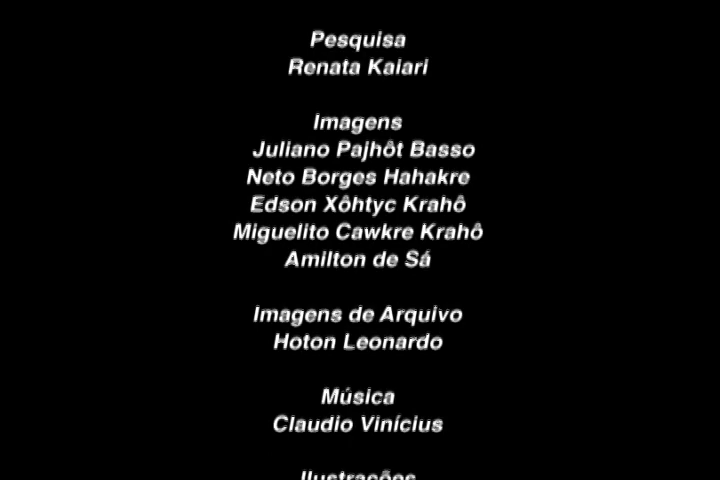 Pesquisa
Renata Kaiari
Imagens
Juliano Pajhôt Basso
Neto Borges Hahakre
Edson Xôhtyc Krahô
Miguelito Cawkre Krahô
Amilton de Sá
Imagens de Arquivo
Hoton Leonardo
Música
Claudio Vinícius
Ilustrações